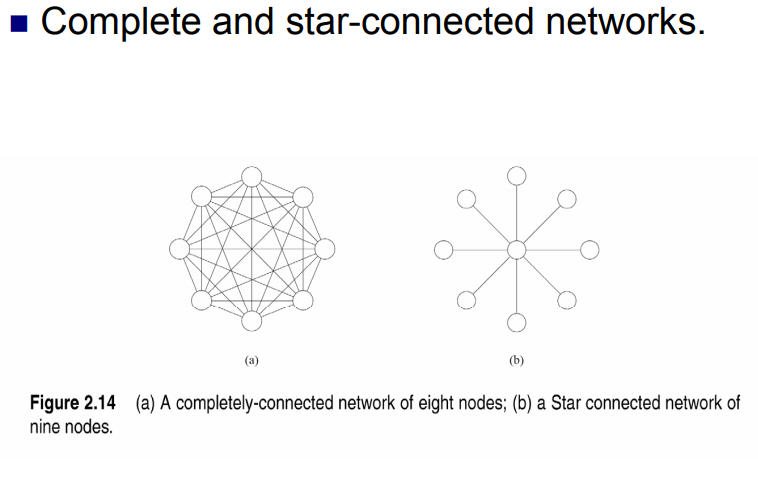 Complete and star-connected networks.
(a)
(b)
Figure 2.14 (a) A completely-connected network of eight nodes; (b) a Star connected network of
nine nodes.